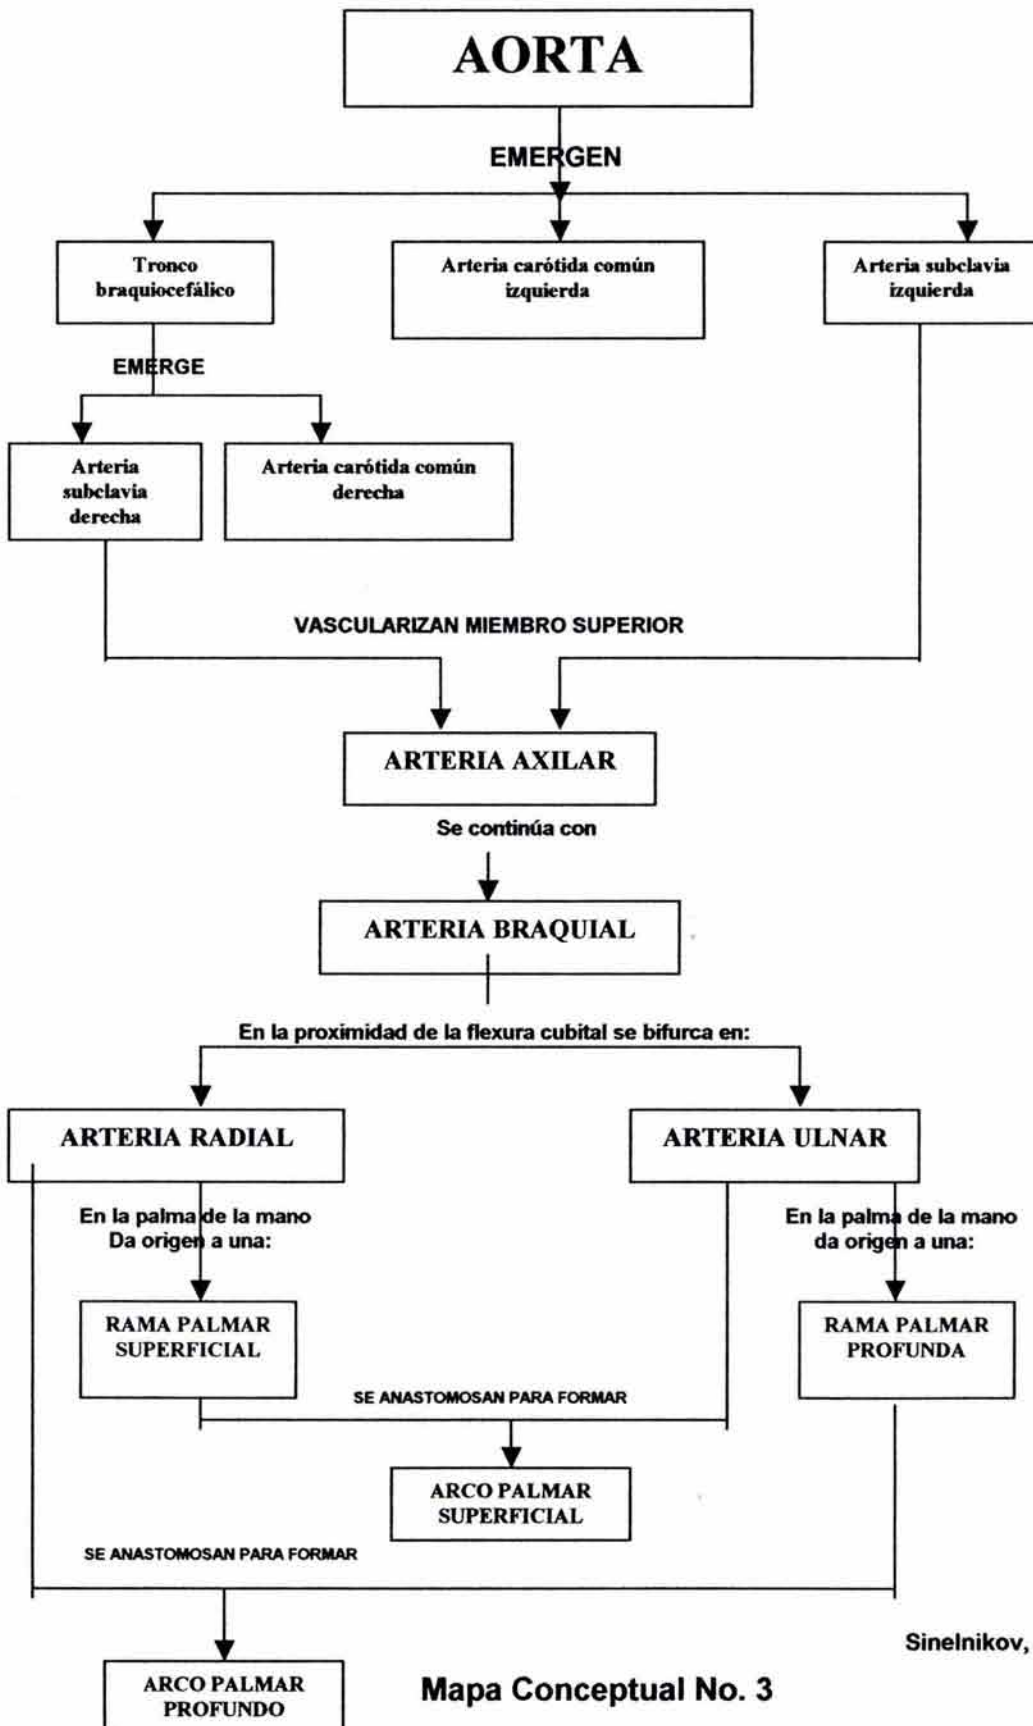 AORTA
EMERGEN
Tronco
braquiocefálico
Arteria carótida común
izquierda
Arteria subclavia
izquierda
EMERGE
Arteria
subclavia
derecha
Arteria carótida común
derecha
VASCULARIZAN MIEMBRO SUPERIOR
ARTERIA AXILAR
Se continúa con
ARTERIA BRAQUIAL
En la proximidad de la flexura cubital se bifurca en:
ARTERIA RADIAL
ARTERIA ULNAR
En la palma de la mano
Da origen a una:
En la palma de la mano
da origen a una:
RAMA PALMAR
SUPERFICIAL
RAMA PALMAR
PROFUNDA
SE ANASTOMOSAN PARA FORMAR
ARCO PALMAR
SUPERFICIAL
SE ANASTOMOSAN PARA FORMAR
Sinelnikov,
ARCO PALMAR
PROFUNDO
Mapa Conceptual No. 3